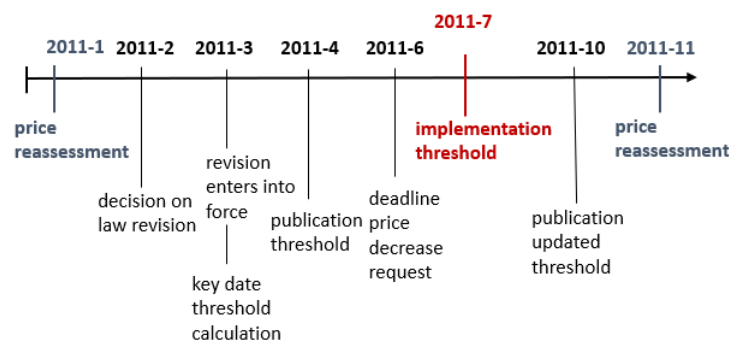 2011-1 2011-2 2011-3 2011-4 2011-6 2011-7 2011-10 2011-11
price
reassessment
decision on
law revision
revision
enters into
force
key date
threshold
calculation
publication
threshold
deadline
price
decrease
request
implementation
threshold
publication
updated
threshold
price
reassessment